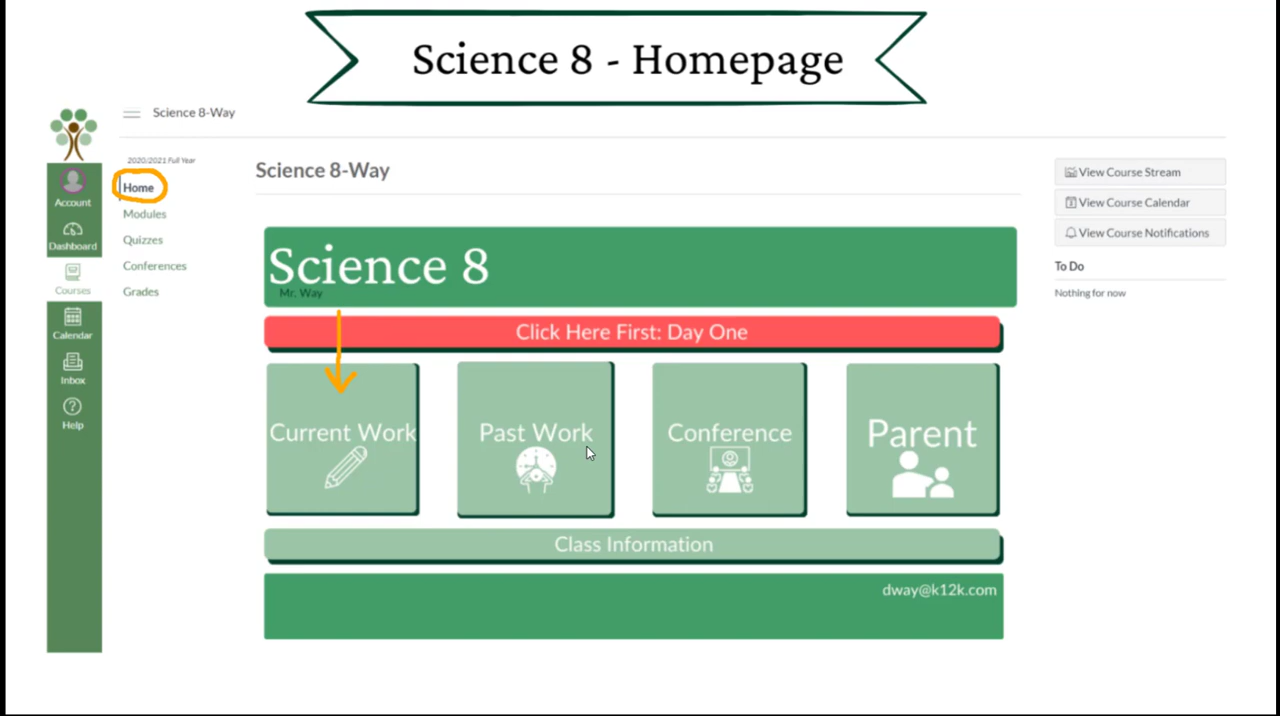 Science 8 - Homepage
Science 8-Way
2020/2021 Full Year
Account
Dashboard
Courses
Calendar
Inbox
Help
Home
Modules
Quizzes
Conferences
Grades
Science 8-Way
Science 8
Mr. Way
Click Here First: Day One
Current Work
Past Work
Conference
Parent
Class Information
dway@k12k.com
View Course Stream
View Course Calendar
View Course Notifications
To Do
Nothing for now